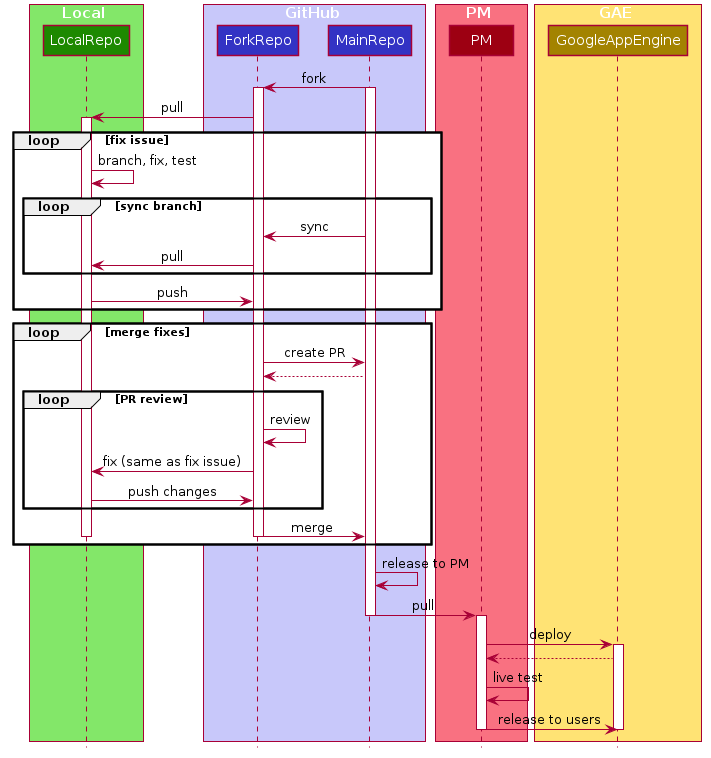 Local GitHub PM GAE
LocalRepo ForkRepo MainRepo PM GoogleAppEngine
fork
pull
loop [fix issue]
branch, fix, test
loop [sync branch]
sync
pull
push
loop [merge fixes]
create PR
loop [PR review]
review
fix (same as fix issue)
push changes
merge
release to PM
pull
deploy
live test
release to users